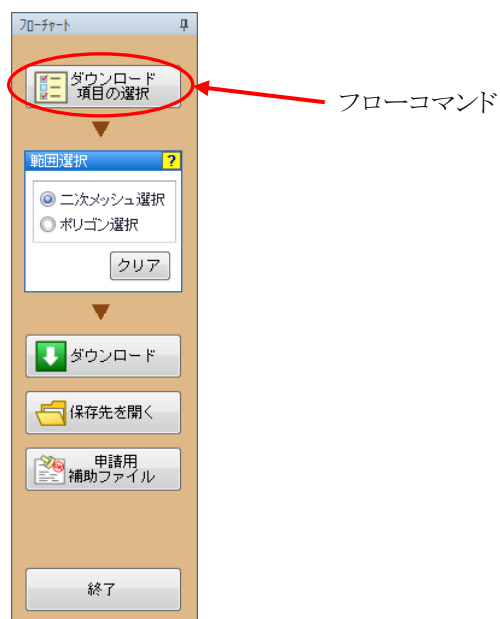 フローチャート
ダウンロード
項目の選択
フローコマンド
範囲選択 ?
二次メッシュ選択
ポリゴン選択
クリア
ダウンロード
保存先を開く
申請用
補助ファイル
終了